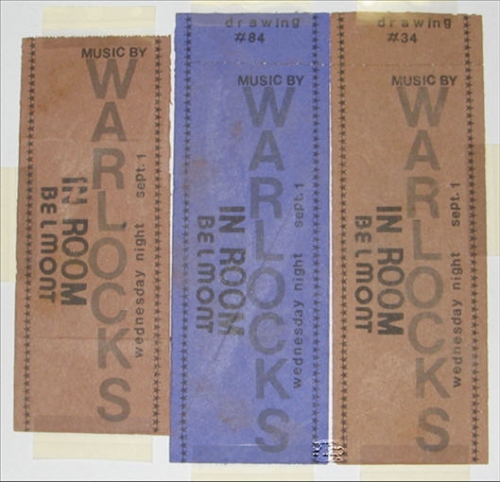 MUSIC BY
WARLOCKS
wednesday night sept. 1
IN ROOM
BELMONT
drawing
#84
MUSIC BY
WARLOCKS
wednesday night sept. 1
IN ROOM
BELMONT
drawing
#34
MUSIC BY
WARLOCKS
wednesday night sept. 1
IN ROOM
BELMONT